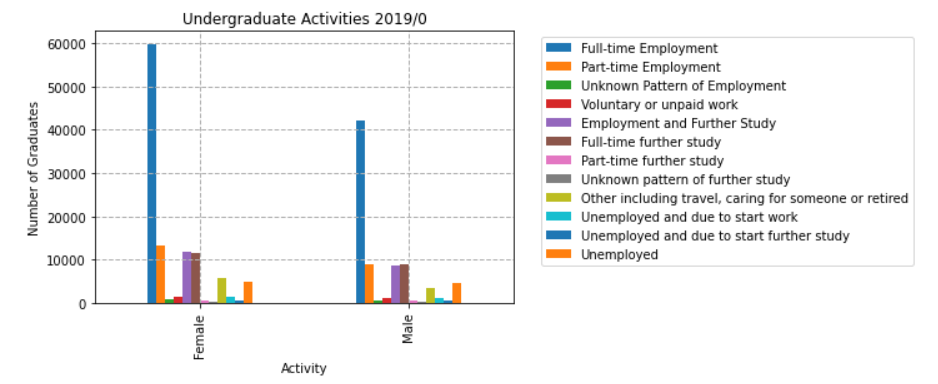 Undergraduate Activities 2019/0
60000
50000
40000
30000
20000
10000
0
Number of Graduates
Female
Male
Activity
Full-time Employment
Part-time Employment
Unknown Pattern of Employment
Voluntary or unpaid work
Employment and Further Study
Full-time further study
Part-time further study
Unknown pattern of further study
Other including travel, caring for someone or retired
Unemployed and due to start work
Unemployed and due to start further study
Unemployed